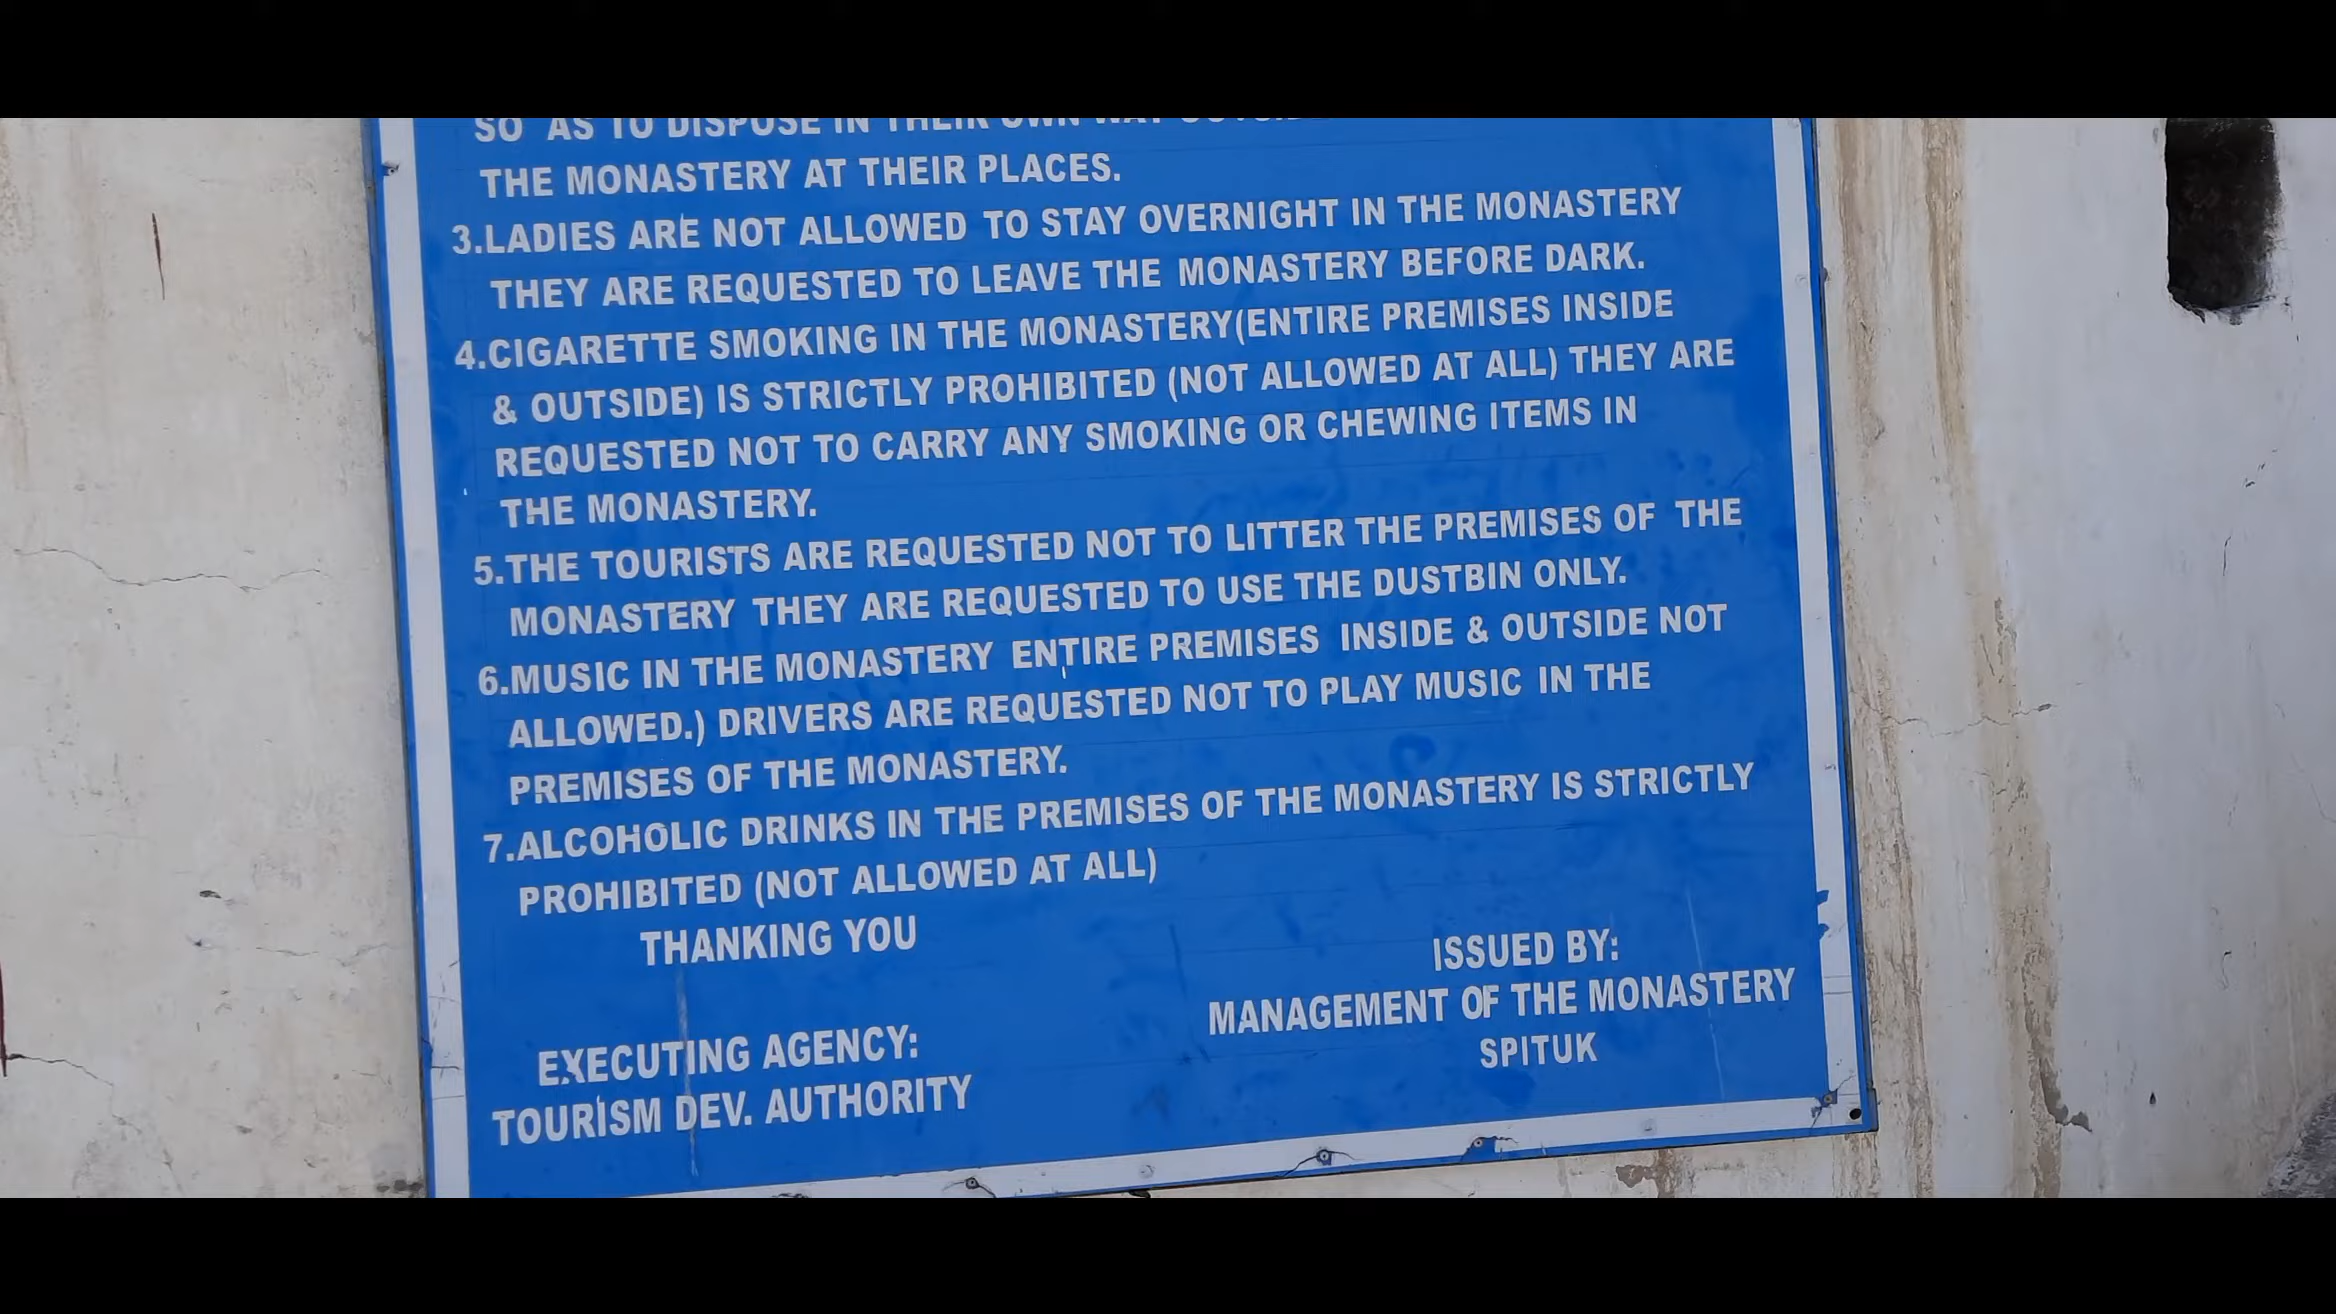 SO AS TO DISPOSE IN THEIR OWN WAY OUTSIDE
THE MONASTERY AT THEIR PLACES.
3.LADIES ARE NOT ALLOWED TO STAY OVERNIGHT IN THE MONASTERY
THEY ARE REQUESTED TO LEAVE THE MONASTERY BEFORE DARK.
4.CIGARETTE SMOKING IN THE MONASTERY(ENTIRE PREMISES INSIDE
& OUTSIDE) IS STRICTLY PROHIBITED (NOT ALLOWED AT ALL) THEY ARE
REQUESTED NOT TO CARRY ANY SMOKING OR CHEWING ITEMS IN
THE MONASTERY.
5.THE TOURISTS ARE REQUESTED NOT TO LITTER THE PREMISES OF THE
MONASTERY THEY ARE REQUESTED TO USE THE DUSTBIN ONLY.
6.MUSIC IN THE MONASTERY ENTIRE PREMISES INSIDE & OUTSIDE NOT
ALLOWED.) DRIVERS ARE REQUESTED NOT TO PLAY MUSIC IN THE
PREMISES OF THE MONASTERY.
7.ALCOHOLIC DRINKS IN THE PREMISES OF THE MONASTERY IS STRICTLY
PROHIBITED (NOT ALLOWED AT ALL)
THANKING YOU
ISSUED BY:
MANAGEMENT OF THE MONASTERY
SPITUK
EXECUTING AGENCY:
TOURISM DEV. AUTHORITY